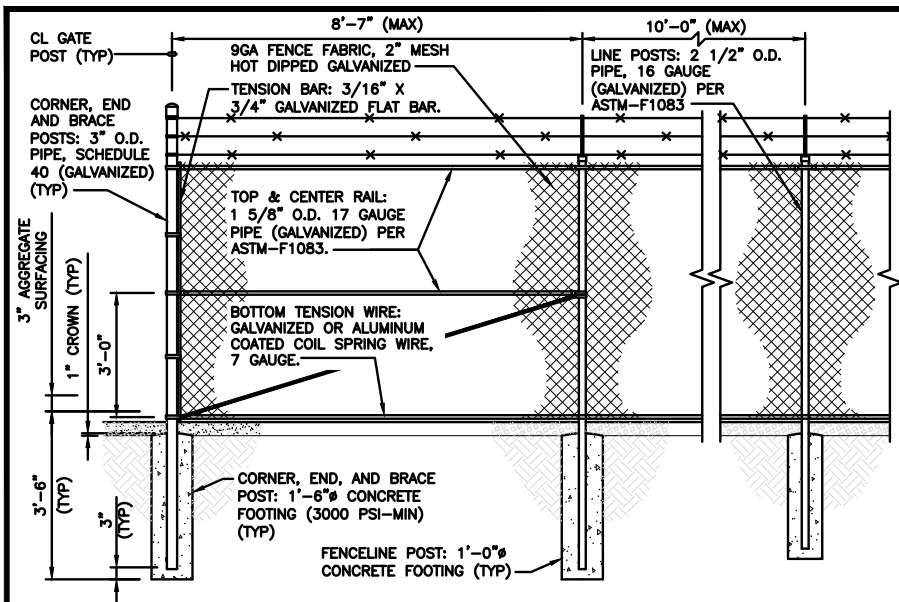 8'-7" (MAX)
10'-0" (MAX)
CL GATE
POST (TYP)
9GA FENCE FABRIC, 2" MESH
HOT DIPPED GALVANIZED
TENSION BAR: 3/16" X
3/4" GALVANIZED FLAT BAR.
LINE POSTS: 2 1/2" O.D.
PIPE, 16 GAUGE
(GALVANIZED) PER
ASTM-F1083
CORNER, END
AND BRACE
POSTS: 3" O.D.
PIPE, SCHEDULE
40 (GALVANIZED)
(TYP)
TOP & CENTER RAIL:
1 5/8" O.D. 17 GAUGE
PIPE (GALVANIZED) PER
ASTM-F1083.
3" AGGREGATE
SURFACING
1" CROWN (TYP)
3'-0"
BOTTOM TENSION WIRE:
GALVANIZED OR ALUMINUM
COATED COIL SPRING WIRE,
7 GAUGE.
3'-6"
(TYP)
3"
(TYP)
CORNER, END, AND BRACE
POST: 1'-6"ø CONCRETE
FOOTING (3000 PSI-MIN)
(TYP)
FENCELINE POST: 1'-0"ø
CONCRETE FOOTING (TYP)